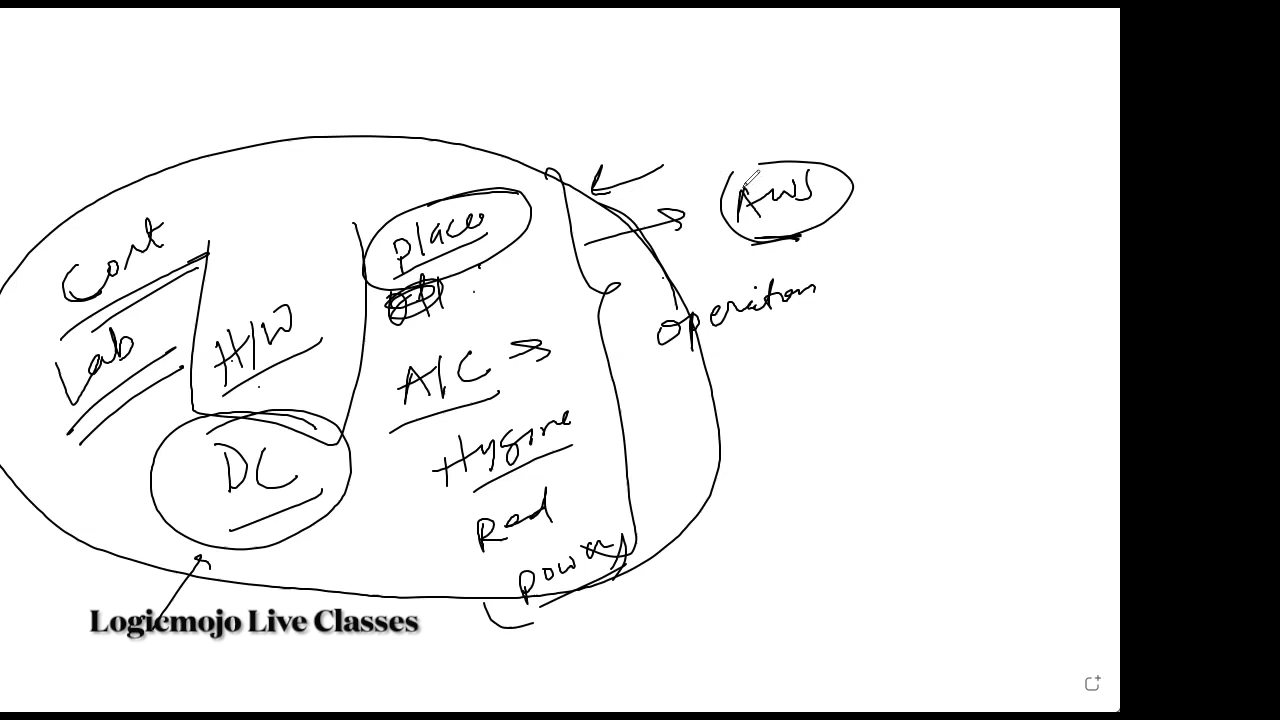 AWS
place
Cont
operation
Lab
H/W
A/C
Hygine
DC
Red
power
Logicmojo Live Classes